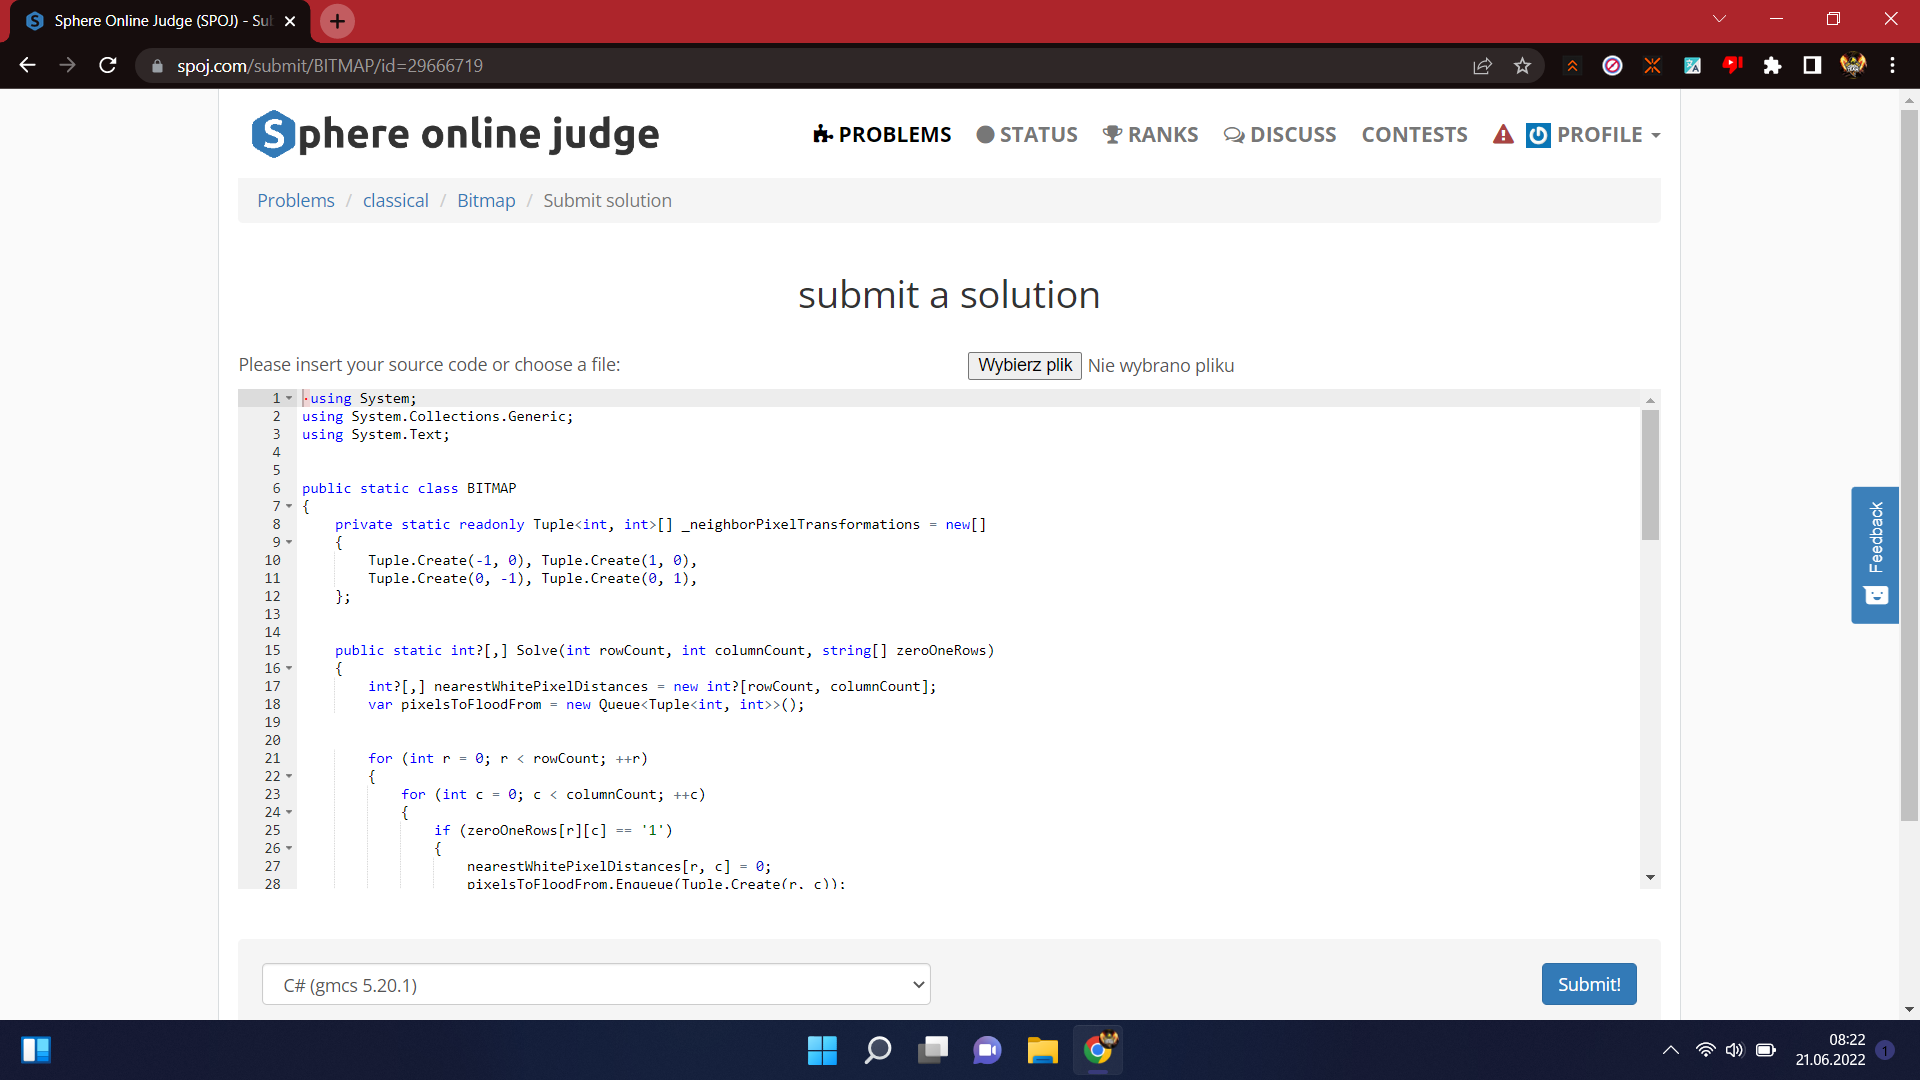 Sphere Online Judge (SPOJ) - Su
spoj.com/submit/BITMAP/id=29666719
Sphere online judge
PROBLEMS STATUS RANKS DISCUSS CONTESTS PROFILE
Problems / classical / Bitmap / Submit solution
submit a solution
Please insert your source code or choose a file: Wybierz plik Nie wybrano pliku
1 using System;
2 using System.Collections.Generic;
3 using System.Text;
4
5
6 public static class BITMAP
7 {
8 private static readonly Tuple<int, int>[] _neighborPixelTransformations = new[]
9 {
10 Tuple.Create(-1, 0), Tuple.Create(1, 0),
11 Tuple.Create(0, -1), Tuple.Create(0, 1),
12 };
13
14
15 public static int?[,] Solve(int rowCount, int columnCount, string[] zeroOneRows)
16 {
17 int?[,] nearestWhitePixelDistances = new int?[rowCount, columnCount];
18 var pixelsToFloodFrom = new Queue<Tuple<int, int>>();
19
20
21 for (int r = 0; r < rowCount; ++r)
22 {
23 for (int c = 0; c < columnCount; ++c)
24 {
25 if (zeroOneRows[r][c] == '1')
26 {
27 nearestWhitePixelDistances[r, c] = 0;
28 pixelsToFloodFrom.Enqueue(Tuple.Create(r, c));
Feedback
C# (gmcs 5.20.1) Submit!
08:22
21.06.2022
1